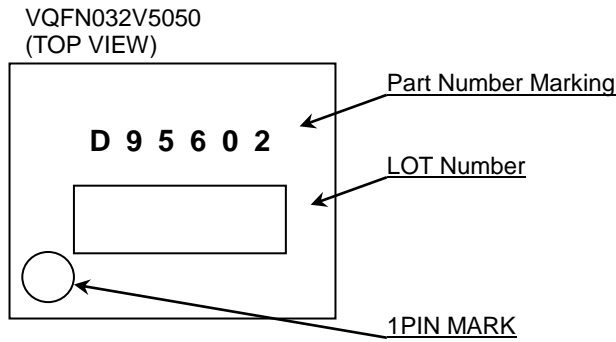 VQFN032V5050
(TOP VIEW)
Part Number Marking
D 9 5 6 0 2
LOT Number
1PIN MARK